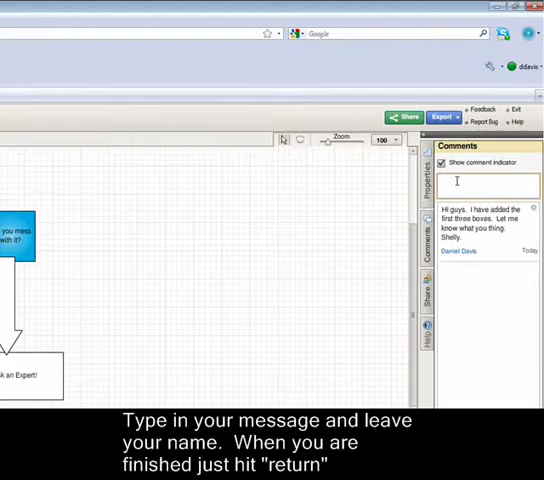 Google
ddavis
Share
Export
Feedback
Exit
Report Bug
Help
Zoom
100
Comments
Show comment indicator
Properties
Comments
Share
Help
Hi guys. I have added the
first three boxes. Let me
know what you thing.
Shelly.
Daniel Davis
Today
you mess
with it?
k an Expert!
Type in your message and leave
your name. When you are
finished just hit "return"